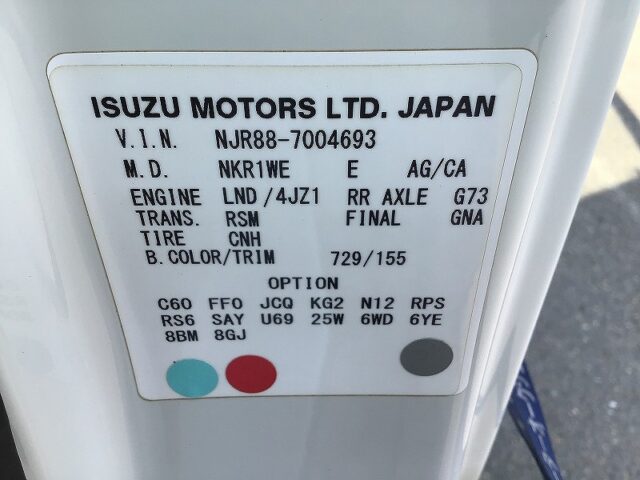 ISUZU MOTORS LTD. JAPAN
V.I.N. NJR88-7004693
M.D. NKR1WE E AG/CA
ENGINE LND/4JZ1 RR AXLE G73
TRANS. RSM FINAL GNA
TIRE CNH
B.COLOR/TRIM 729/155
OPTION
C60 FF0 JCQ KG2 N12 RPS
RS6 SAY U69 25W 6WD 6YE
8BM 8GJ